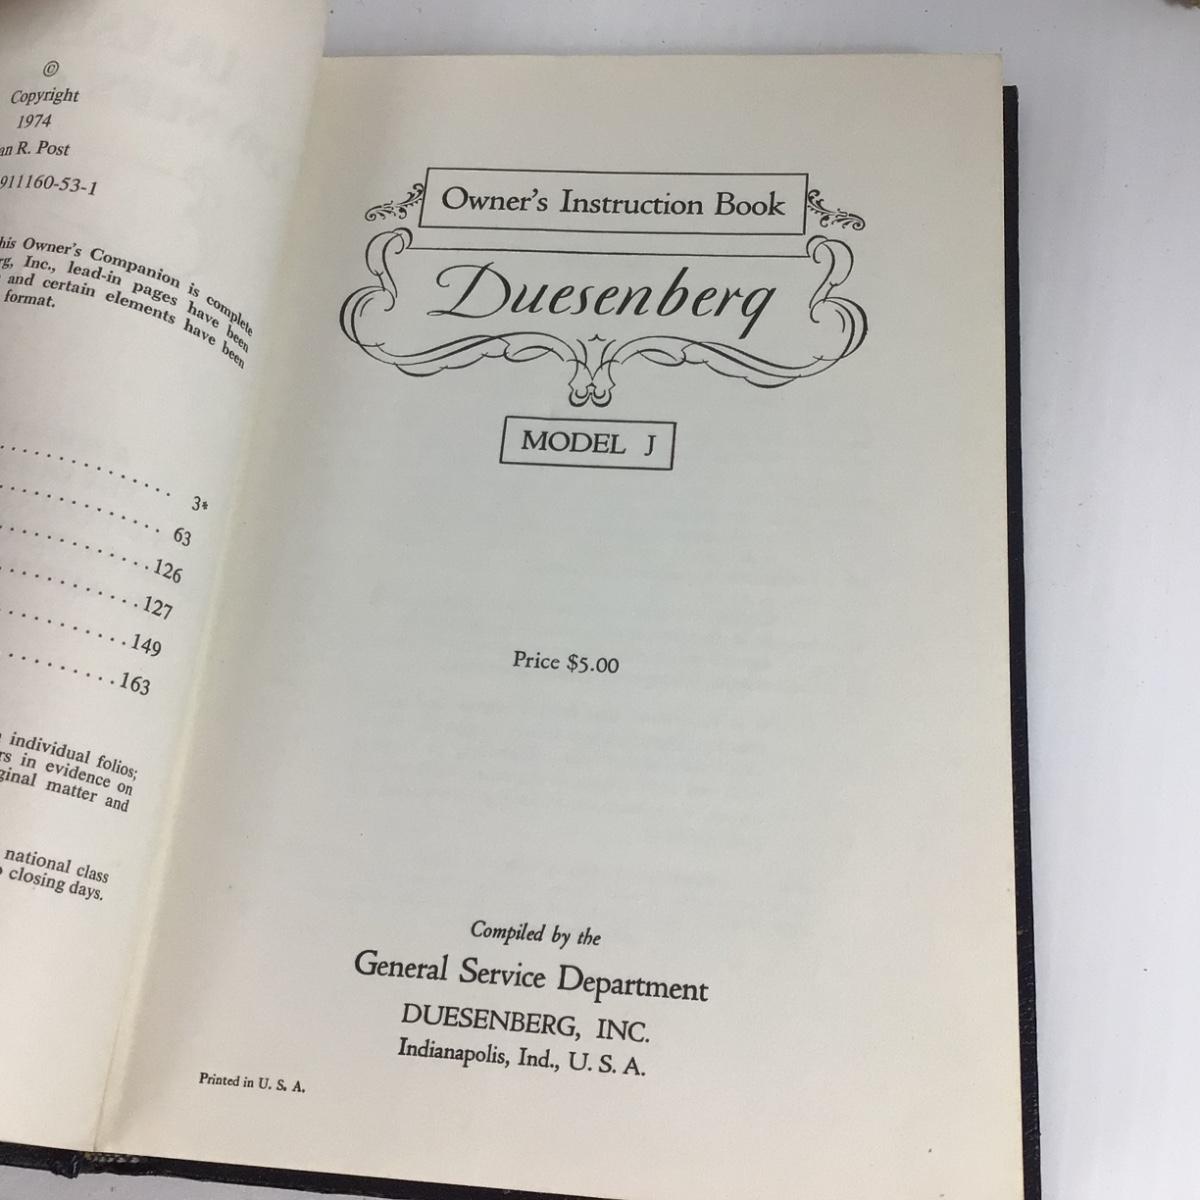 ©
Copyright
1974
an R. Post
911160-53-1
his Owner's Companion is complete
rg, Inc., lead-in pages have been
and certain elements have been
format.
. . . . . . . . . . . . . . 3*
. . . . . . . . . . . . . . 63
. . . . . . . . . . . . . 126
. . . . . . . . . . . . 127
. . . . . . . . . . . 149
. . . . . . . . . . 163
individual folios;
rs in evidence on
ginal matter and
national class
closing days.
Owner's Instruction Book
Duesenberg
MODEL J
Price $5.00
Compiled by the
General Service Department
DUESENBERG, INC.
Indianapolis, Ind., U. S. A.
Printed in U. S. A.